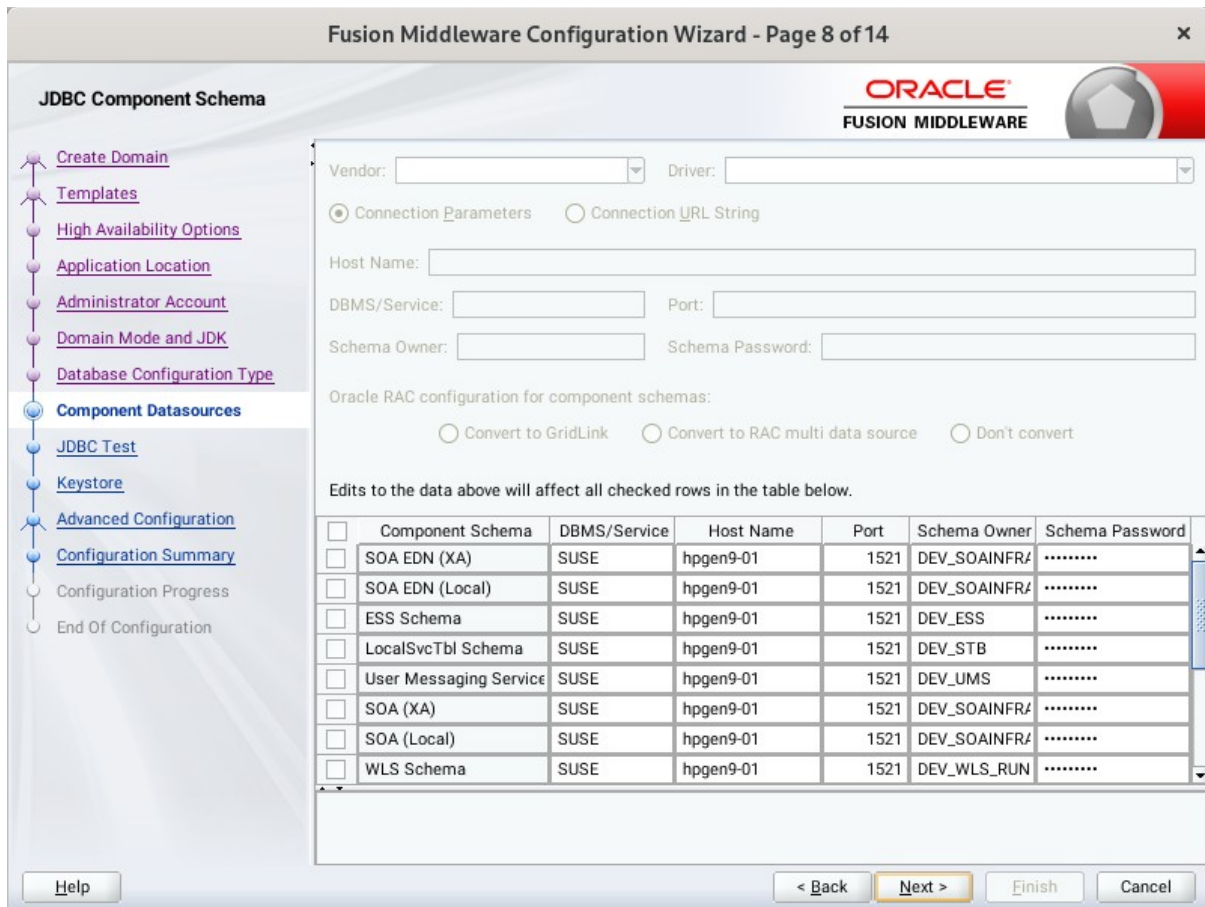 Fusion Middleware Configuration Wizard - Page 8 of 14
JDBC Component Schema
ORACLE
FUSION MIDDLEWARE
Create Domain
Templates
High Availability Options
Application Location
Administrator Account
Domain Mode and JDK
Database Configuration Type
Component Datasources
JDBC Test
Keystore
Advanced Configuration
Configuration Summary
Configuration Progress
End Of Configuration
Vendor: Driver:
Connection Parameters Connection URL String
Host Name:
DBMS/Service: Port:
Schema Owner: Schema Password:
Oracle RAC configuration for component schemas:
Convert to GridLink Convert to RAC multi data source Don't convert
Edits to the data above will affect all checked rows in the table below.
Component Schema DBMS/Service Host Name Port Schema Owner Schema Password
SOA EDN (XA) SUSE hpgen9-01 1521 DEV_SOAINFRA •••••••••
SOA EDN (Local) SUSE hpgen9-01 1521 DEV_SOAINFRA •••••••••
ESS Schema SUSE hpgen9-01 1521 DEV_ESS •••••••••
LocalSvcTbl Schema SUSE hpgen9-01 1521 DEV_STB •••••••••
User Messaging Service SUSE hpgen9-01 1521 DEV_UMS •••••••••
SOA (XA) SUSE hpgen9-01 1521 DEV_SOAINFRA •••••••••
SOA (Local) SUSE hpgen9-01 1521 DEV_SOAINFRA •••••••••
WLS Schema SUSE hpgen9-01 1521 DEV_WLS_RUN •••••••••
Help < Back Next > Finish Cancel